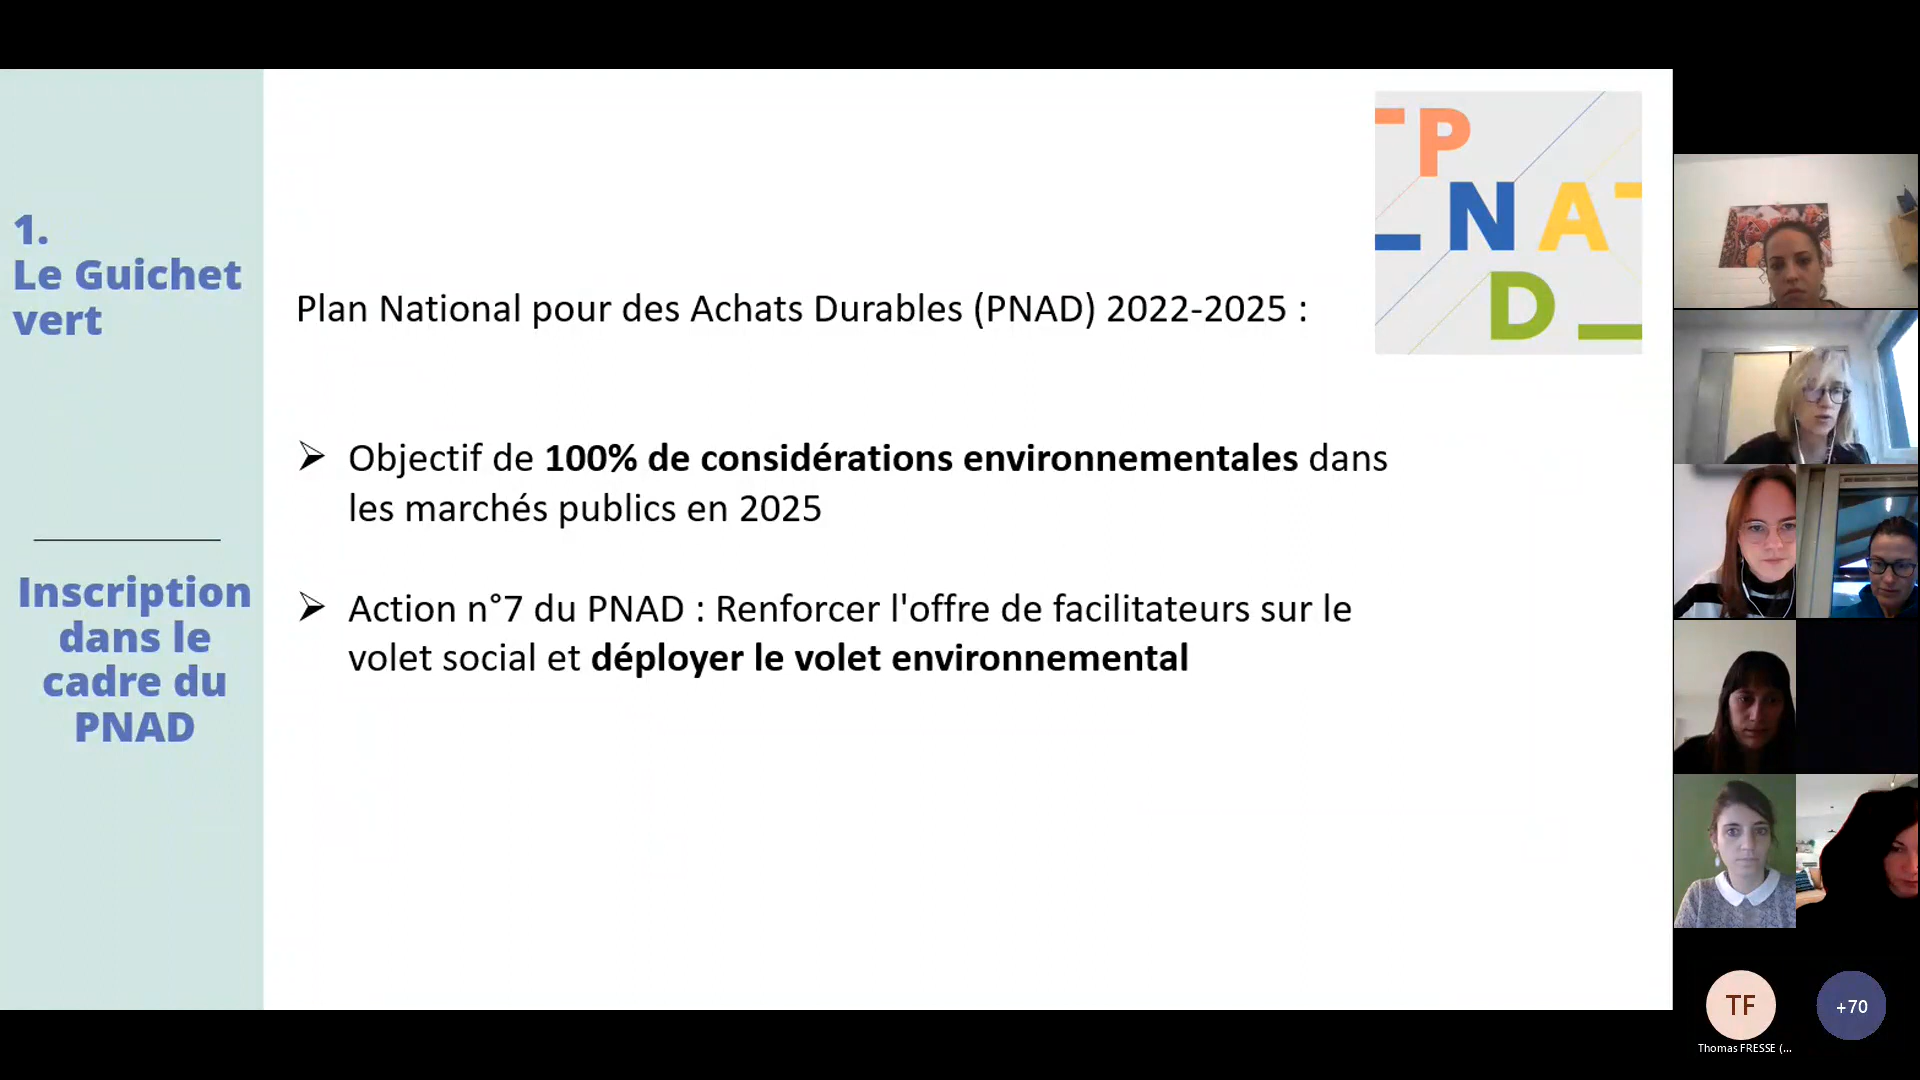 1.
Le Guichet
vert
Inscription
dans le
cadre du
PNAD
P
NA
D
Plan National pour des Achats Durables (PNAD) 2022-2025 :
➢ Objectif de 100% de considérations environnementales dans
les marchés publics en 2025
➢ Action n°7 du PNAD : Renforcer l'offre de facilitateurs sur le
volet social et déployer le volet environnemental
TF
Thomas FRESSE (...
+70